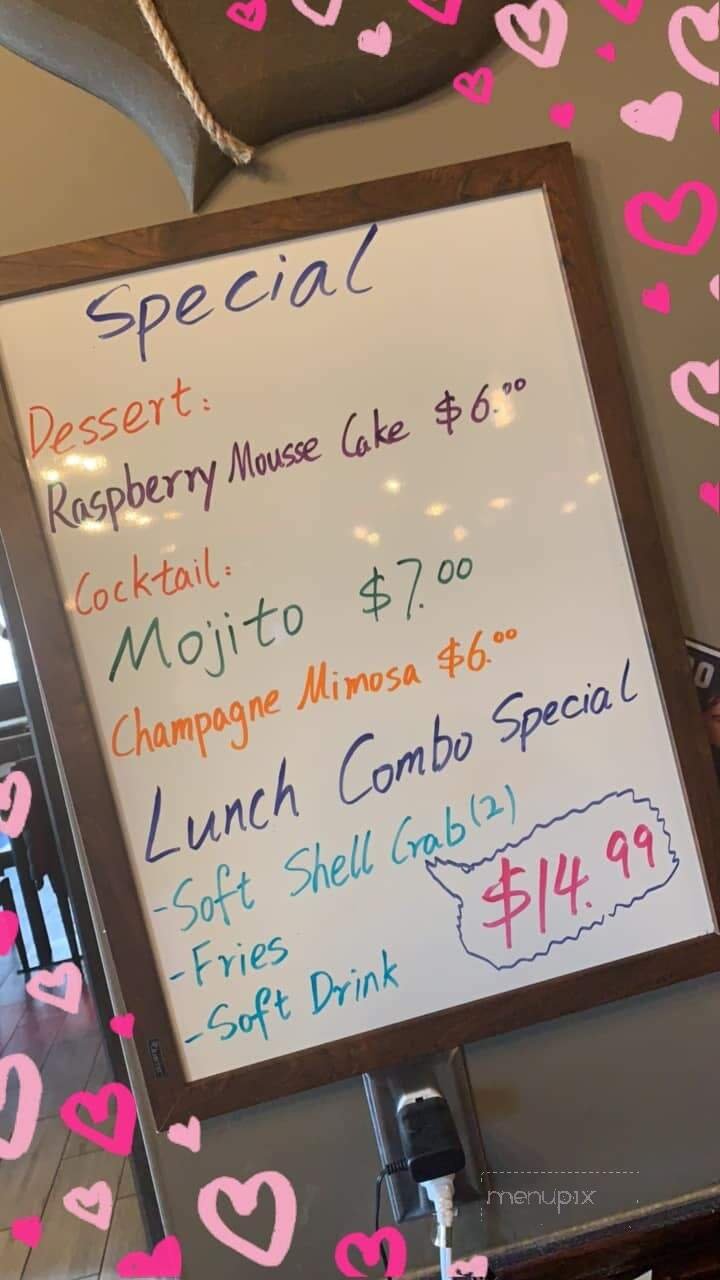 Special
Dessert:
Raspberry Mousse Cake $6.00
Cocktail:
Mojito $7.00
Champagne Mimosa $6.00
Lunch Combo Special
-Soft Shell Crab (2)
$14.99
-Fries
-Soft Drink
menupix